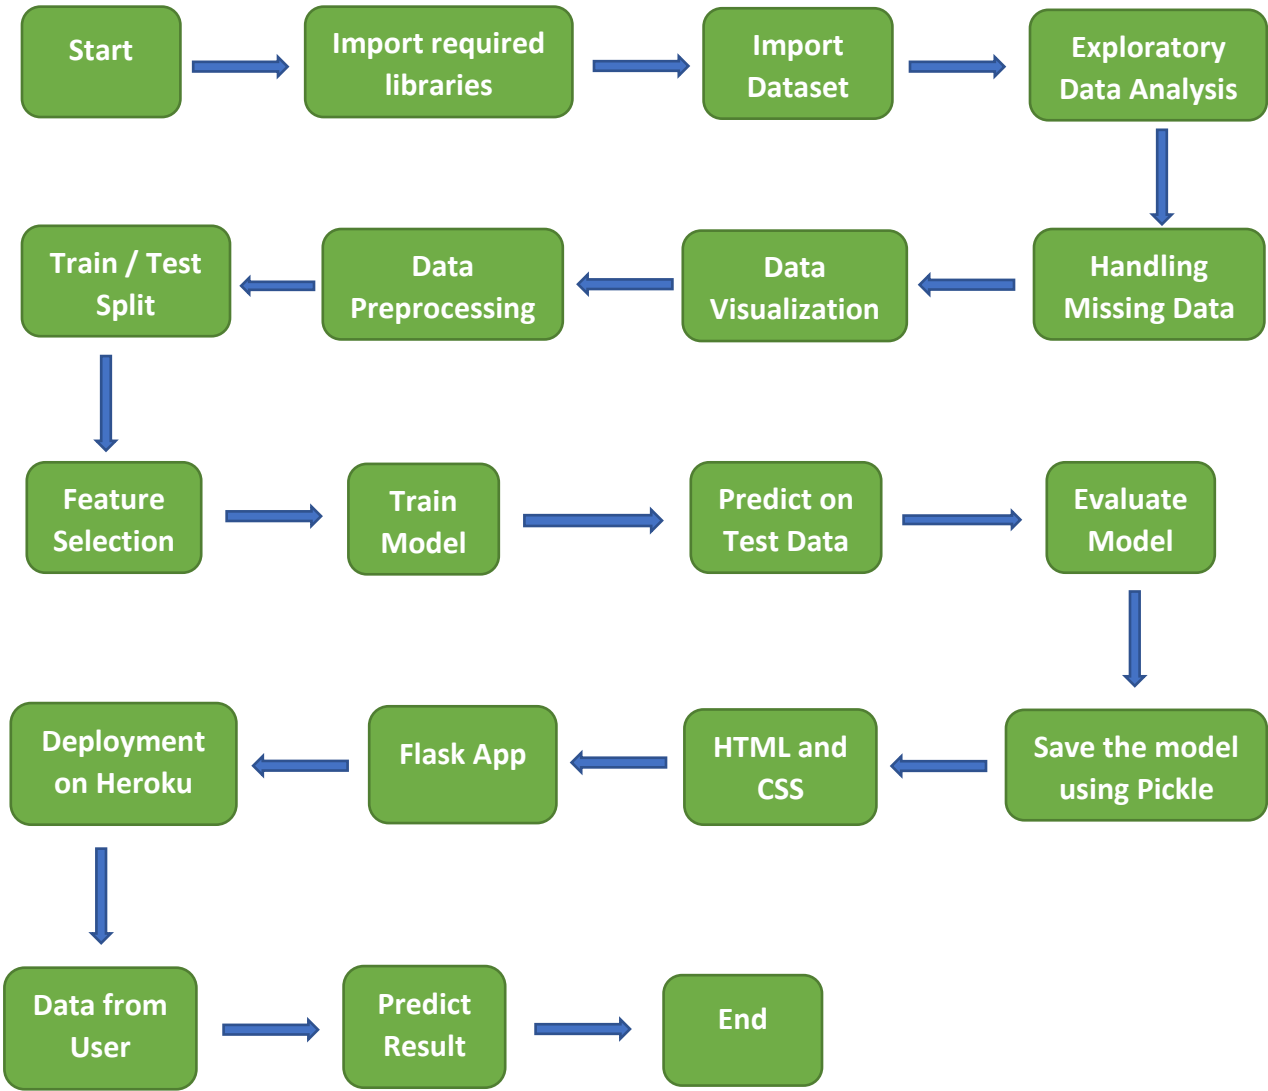 Start
Import required
libraries
Import
Dataset
Exploratory
Data Analysis
Handling
Missing Data
Data
Visualization
Data
Preprocessing
Train / Test
Split
Feature
Selection
Train
Model
Predict on
Test Data
Evaluate
Model
Save the model
using Pickle
HTML and
CSS
Flask App
Deployment
on Heroku
Data from
User
Predict
Result
End